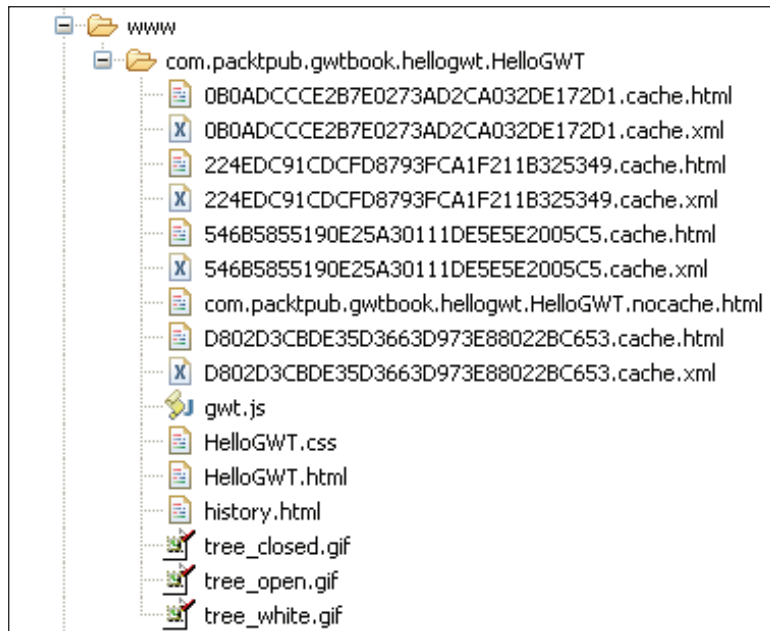 www
com.packtpub.gwtbook.hellogwt.HelloGWT
0B0ADCCCE2B7E0273AD2CA032DE172D1.cache.html
0B0ADCCCE2B7E0273AD2CA032DE172D1.cache.xml
224EDC91CDCFD8793FCA1F211B325349.cache.html
224EDC91CDCFD8793FCA1F211B325349.cache.xml
546B5855190E25A30111DE5E5E2005C5.cache.html
546B5855190E25A30111DE5E5E2005C5.cache.xml
com.packtpub.gwtbook.hellogwt.HelloGWT.nocache.html
D802D3CBDE35D3663D973E88022BC653.cache.html
D802D3CBDE35D3663D973E88022BC653.cache.xml
gwt.js
HelloGWT.css
HelloGWT.html
history.html
tree_closed.gif
tree_open.gif
tree_white.gif